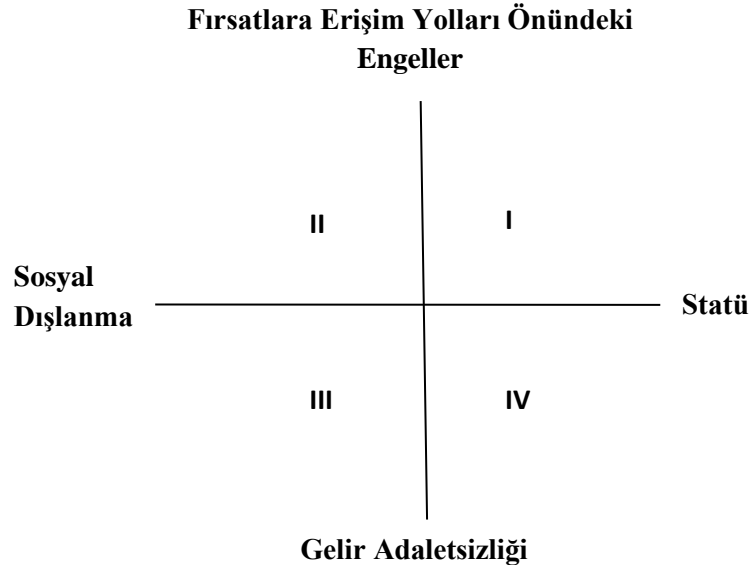 Fırsatlara Erişim Yolları Önündeki
Engeller
II
I
Sosyal
Dışlanma
Statü
III
IV
Gelir Adaletsizliği